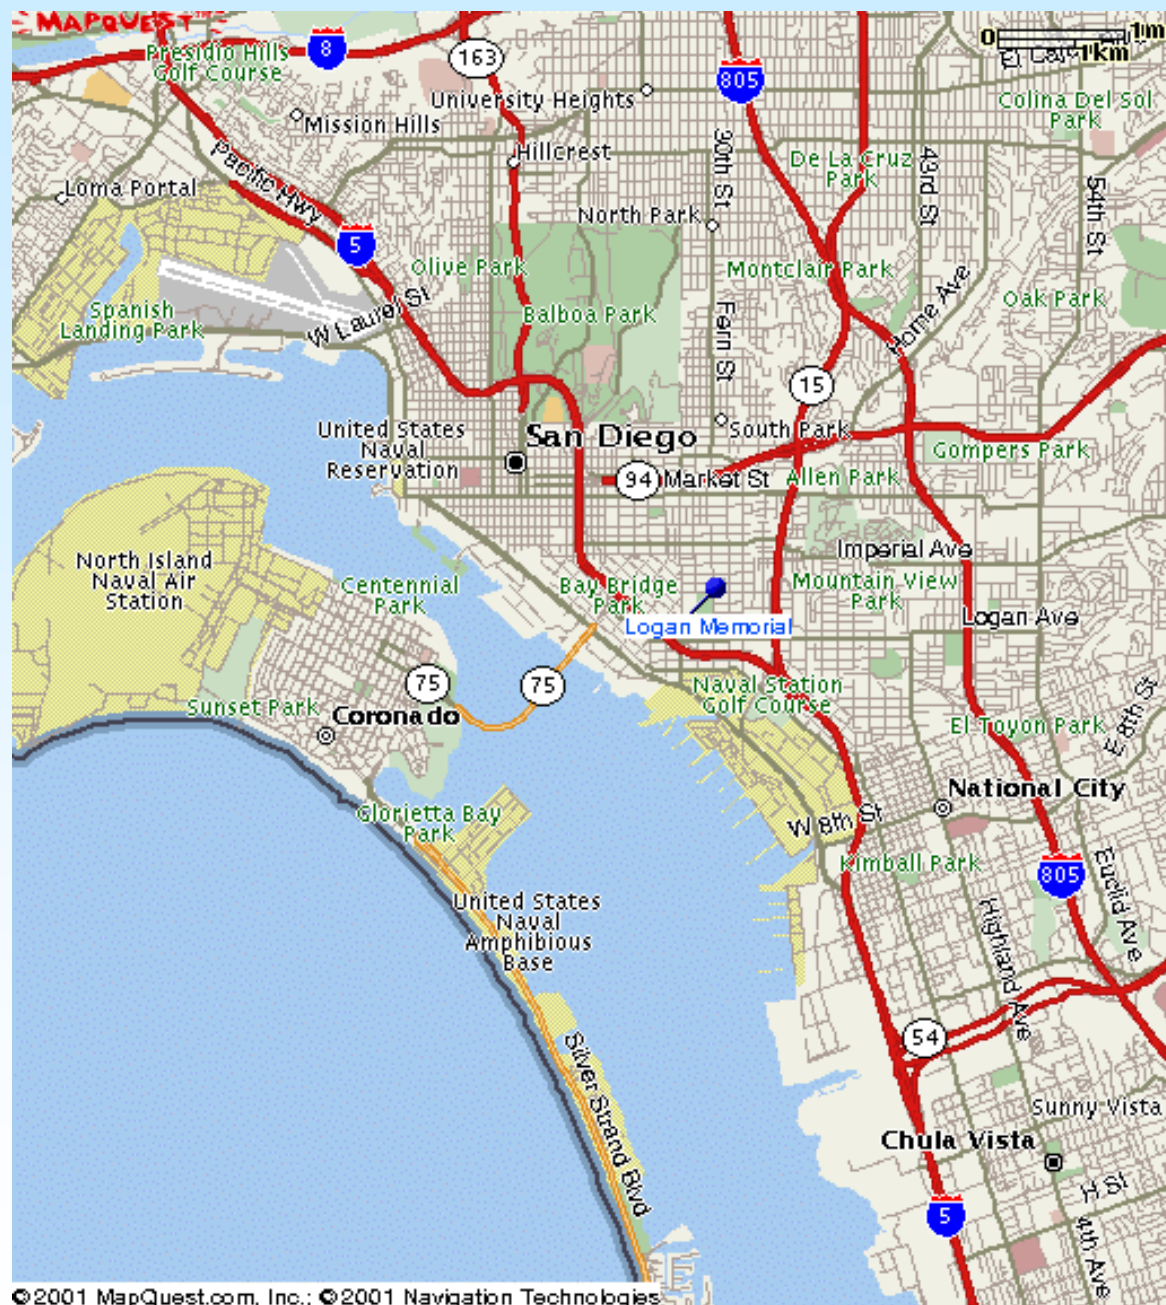 MAPQUEST
0 1m
1km
Presidio Hills
Golf Course
8
163
805
El Ca
University Heights
Colina Del Sol
Park
Mission Hills
Pacific Hwy
Hillcrest
30th St
De La Cruz
Park
43rd St
54th St
Loma Portal
North Park
5
Olive Park
Montclair Park
Home Ave
Oak Park
Spanish
Landing Park
W Laurel St
Balboa Park
Fern St
15
United States
Naval
Reservation
San Diego
South Park
Gompers Park
94
Market St
Allen Park
North Island
Naval Air
Station
Centennial
Park
Bay Bridge
Park
Imperial Ave
Mountain View
Park
Logan Ave
Logan Memorial
75
75
Naval Station
Golf Course
Sunset Park
Coronado
El Toyon Park
E 8th St
National City
Glorietta Bay
Park
W 8th St
Kimball Park
805
Euclid Ave
United States
Naval
Amphibious
Base
Highland Ave
54
Silver Strand Blvd
Sunny Vista
Chula Vista
H St
5
4th Ave
©2001 MapQuest.com, Inc.; ©2001 Navigation Technologies